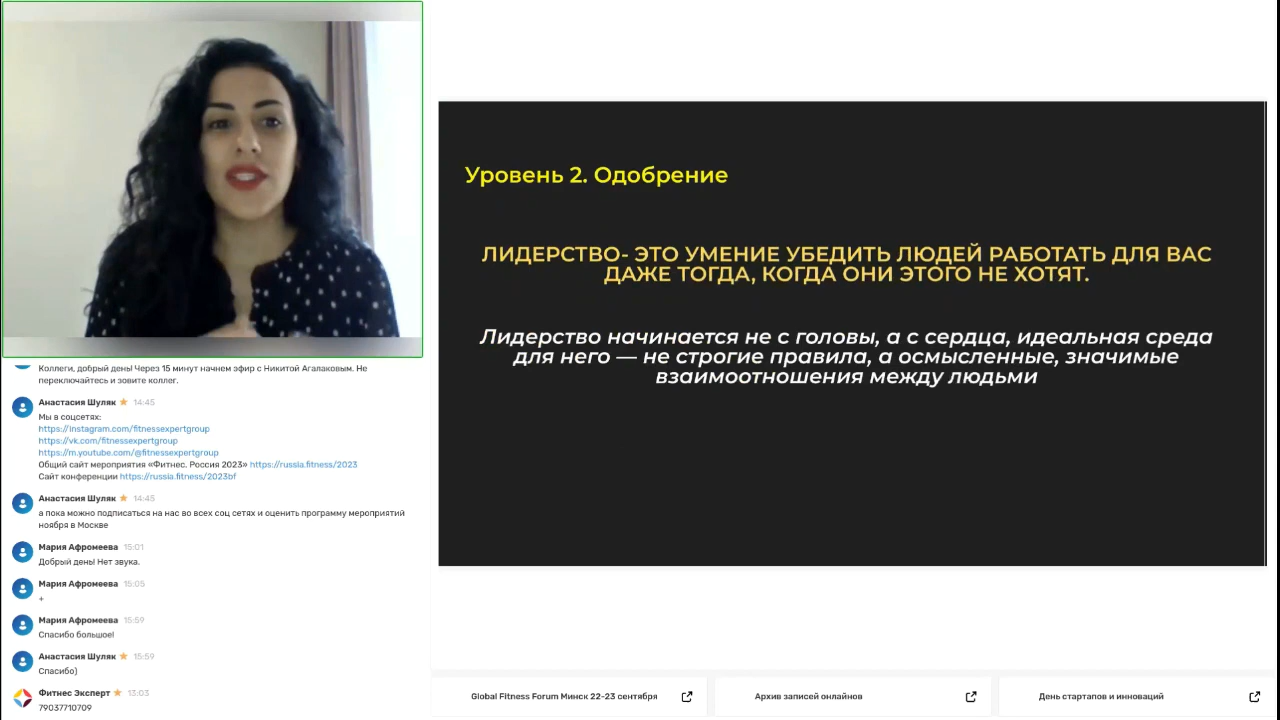 Коллеги, добрый день! Через 15 минут начнем эфир с Никитой Агалаковым. Не
переключайтесь и зовите коллег.
Анастасия Шуляк 14:45
Мы в соцсетях:
https://instagram.com/fitnessexpertgroup
https://vk.com/fitnessexpertgroup
https://m.youtube.com/@fitnessexpertgroup
Общий сайт мероприятия «Фитнес. Россия 2023» https://russia.fitness/2023
Сайт конференции https://russia.fitness/2023bf
Анастасия Шуляк 14:45
а пока можно подписаться на нас во всех соц сетях и оценить программу мероприятий
ноября в Москве
Мария Афромеева 15:01
Добрый день! Нет звука.
Мария Афромеева 15:05
+
Мария Афромеева 15:59
Спасибо большое!
Анастасия Шуляк 15:59
Спасибо)
Фитнес Эксперт 13:03
79037710709
Уровень 2. Одобрение
ЛИДЕРСТВО- ЭТО УМЕНИЕ УБЕДИТЬ ЛЮДЕЙ РАБОТАТЬ ДЛЯ ВАС
ДАЖЕ ТОГДА, КОГДА ОНИ ЭТОГО НЕ ХОТЯТ.
Лидерство начинается не с головы, а с сердца, идеальная среда
для него — не строгие правила, а осмысленные, значимые
взаимоотношения между людьми
Global Fitness Forum Минск 22-23 сентября
Архив записей онлайнов
День стартапов и инноваций